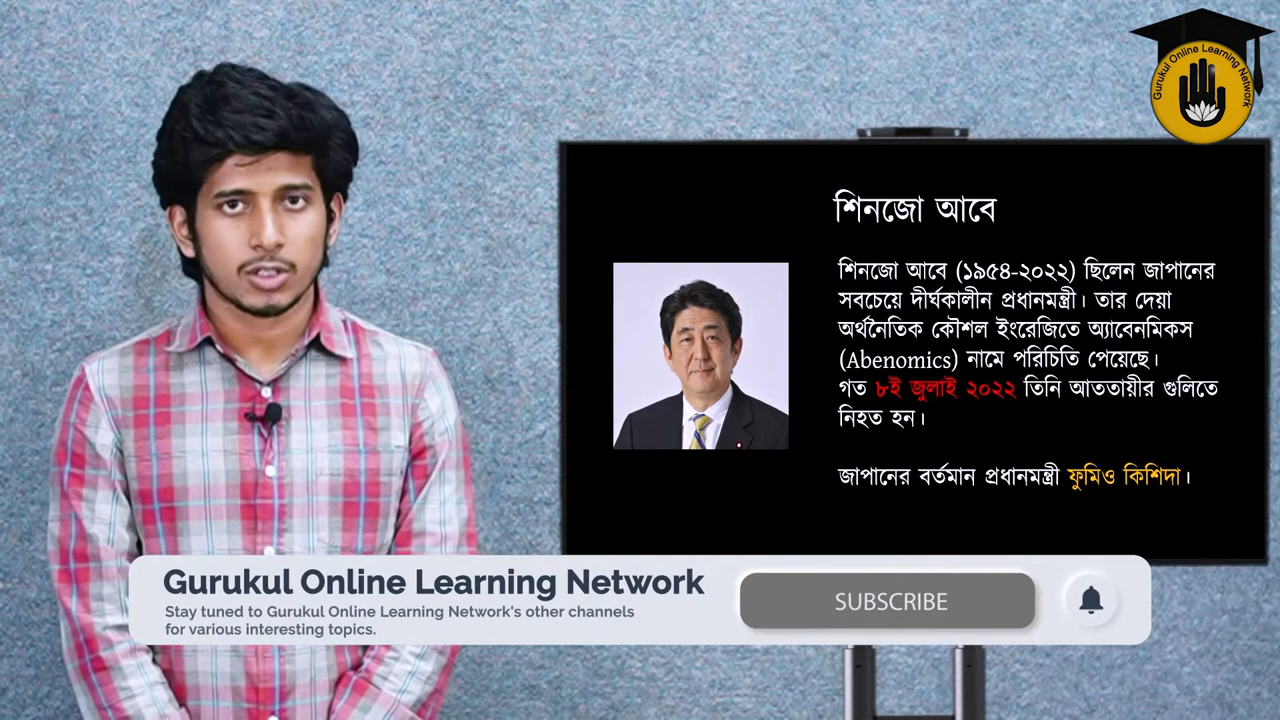 Gurukul Online Learning Network
শিনজো আবে
শিনজো আবে (১৯৫৪-২০২২) ছিলেন জাপানের
সবচেয়ে দীর্ঘকালীন প্রধানমন্ত্রী। তার দেয়া
অর্থনৈতিক কৌশল ইংরেজিতে অ্যাবেনমিকস
(Abenomics) নামে পরিচিতি পেয়েছে।
গত ৮ই জুলাই ২০২২ তিনি আততায়ীর গুলিতে
নিহত হন।
জাপানের বর্তমান প্রধানমন্ত্রী ফুমিও কিশিদা।
Gurukul Online Learning Network
Stay tuned to Gurukul Online Learning Network's other channels
for various interesting topics.
SUBSCRIBE